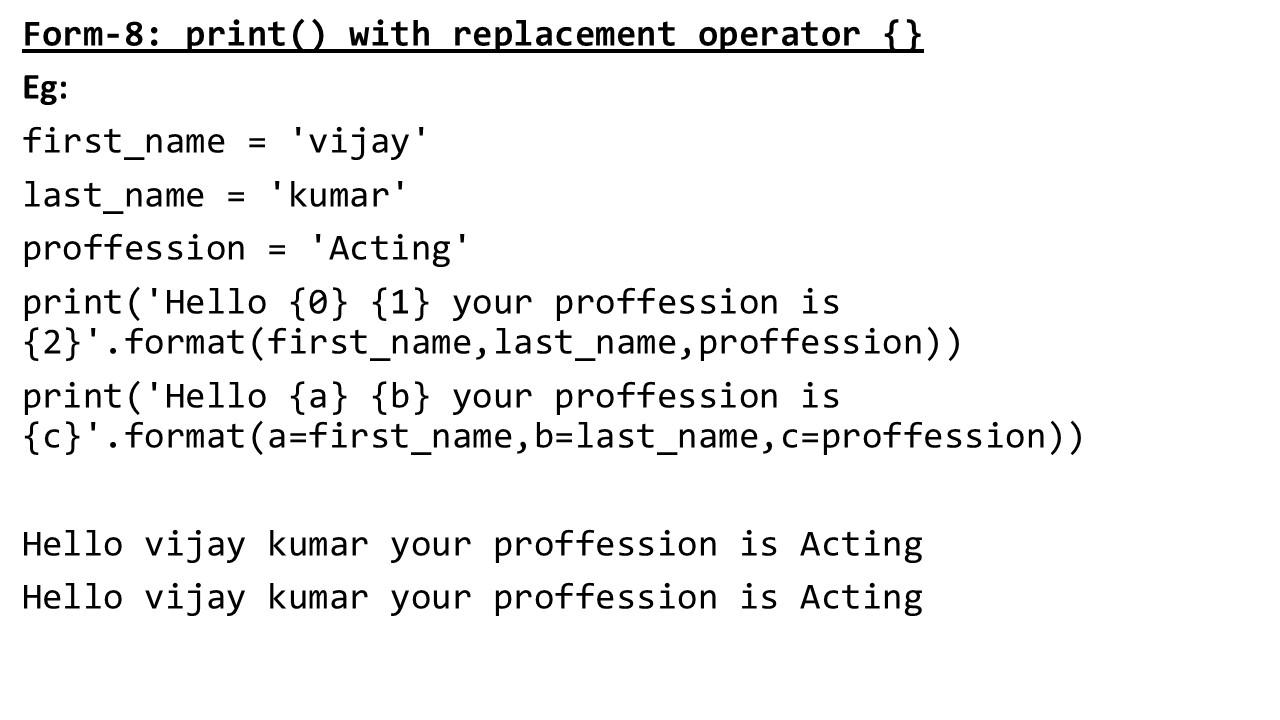 Form-8: print() with replacement operator {}
Eg:
first_name = 'vijay'
last_name = 'kumar'
proffession = 'Acting'
print('Hello {0} {1} your proffession is
{2}'.format(first_name,last_name,proffession))
print('Hello {a} {b} your proffession is
{c}'.format(a=first_name,b=last_name,c=proffession))
Hello vijay kumar your proffession is Acting
Hello vijay kumar your proffession is Acting